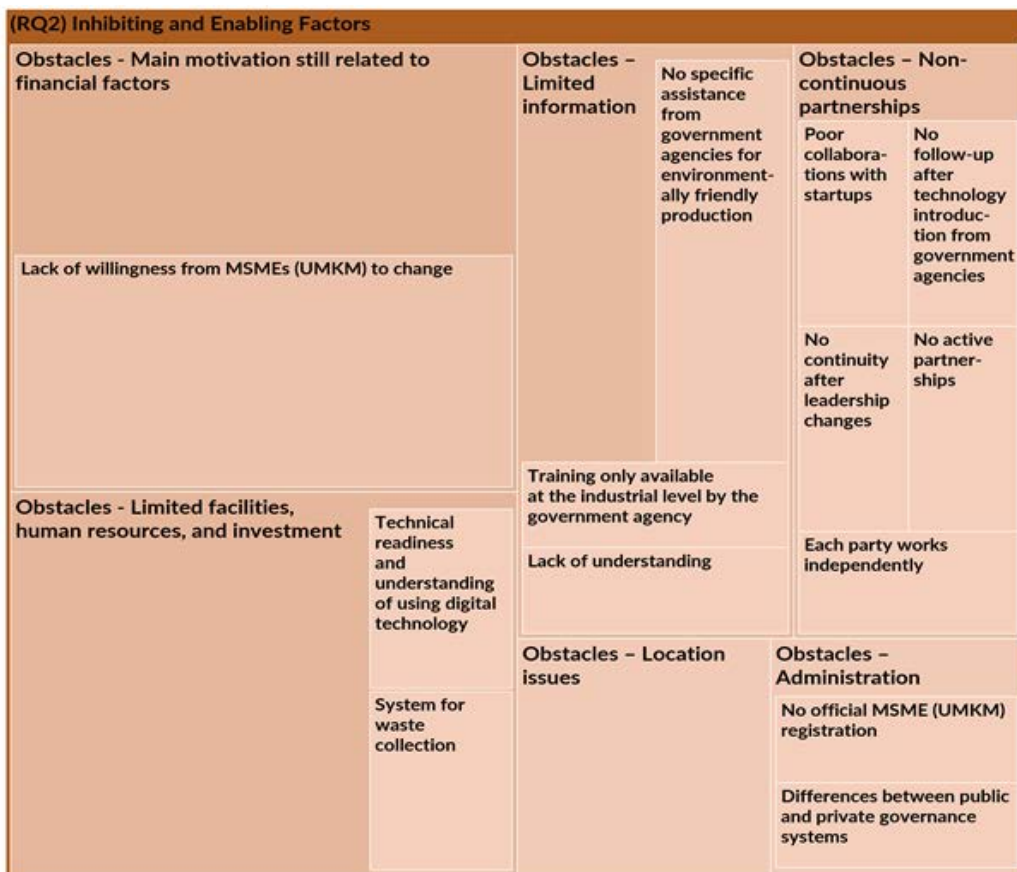 (RQ2) Inhibiting and Enabling Factors
Obstacles - Main motivation still related to
financial factors
Lack of willingness from MSMEs (UMKM) to change
Obstacles - Limited facilities,
human resources, and investment
Technical
readiness
and
understanding
of using digital
technology
System for
waste
collection
Obstacles –
Limited
information
No specific
assistance
from
government
agencies for
environment-
ally friendly
production
Training only available
at the industrial level by the
government agency
Lack of understanding
Obstacles – Non-
continuous
partnerships
Poor
collabora-
tions with
startups
No
follow-up
after
technology
introduc-
tion from
government
agencies
No
continuity
after
leadership
changes
No active
partner-
ships
Each party works
independently
Obstacles – Location
issues
Obstacles –
Administration
No official MSME (UMKM)
registration
Differences between public
and private governance
systems